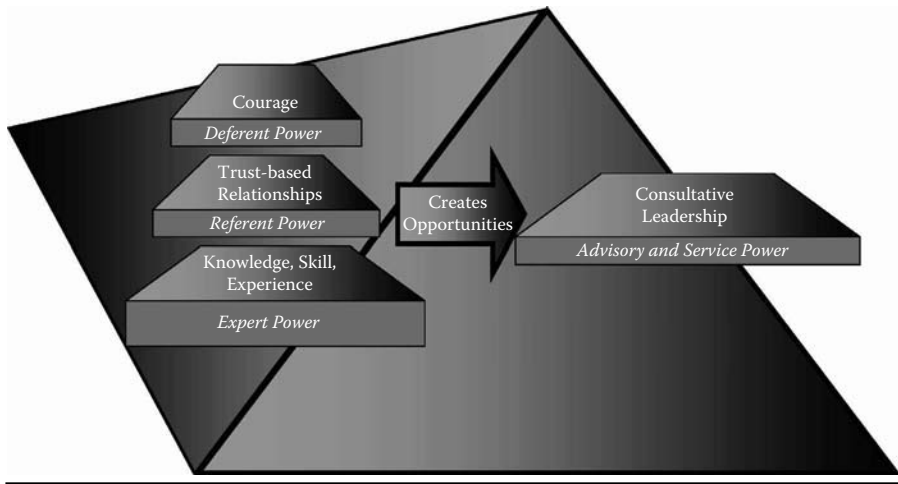 Courage
Deferent Power
Trust-based
Relationships
Referent Power
Knowledge, Skill,
Experience
Expert Power
Creates
Opportunities
Consultative
Leadership
Advisory and Service Power